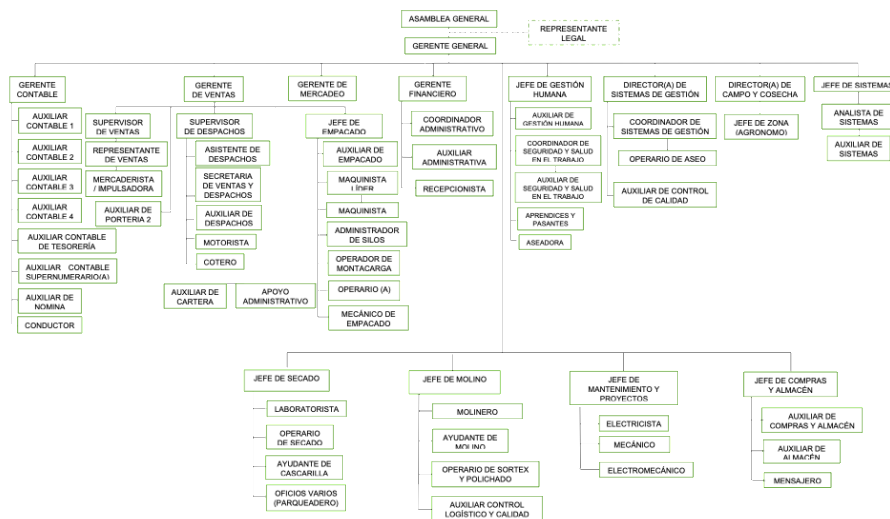 ASAMBLEA GENERAL
REPRESENTANTE
LEGAL
GERENTE GENERAL
GERENTE
CONTABLE
AUXILIAR
CONTABLE 1
AUXILIAR
CONTABLE 2
AUXILIAR
CONTABLE 3
AUXILIAR
CONTABLE 4
AUXILIAR CONTABLE
DE TESORERÍA
AUXILIAR CONTABLE
SUPERNUMERARIO(A)
AUXILIAR DE
NOMINA
CONDUCTOR
GERENTE
DE VENTAS
SUPERVISOR
DE VENTAS
REPRESENTANTE
DE VENTAS
MERCADERISTA
/ IMPULSADORA
AUXILIAR DE
PORTERIA 2
SUPERVISOR
DE DESPACHOS
ASISTENTE DE
DESPACHOS
SECRETARIA DE
VENTAS Y
DESPACHOS
AUXILIAR DE
DESPACHOS
MOTORISTA
COTERO
AUXILIAR DE
CARTERA
APOYO
ADMINISTRATIVO
JEFE DE
EMPACADO
AUXILIAR DE
EMPACADO
MAQUINISTA
LÍDER
MAQUINISTA
ADMINISTRADOR
DE SILOS
OPERADOR DE
MONTACARGA
OPERARIO (A)
MECÁNICO DE
EMPACADO
GERENTE DE
MERCADEO
GERENTE
FINANCIERO
COORDINADOR
ADMINISTRATIVO
AUXILIAR
ADMINISTRATIVA
RECEPCIONISTA
JEFE DE GESTIÓN
HUMANA
AUXILIAR DE
GESTIÓN HUMANA
COORDINADOR DE
SEGURIDAD Y SALUD
EN EL TRABAJO
AUXILIAR DE
SEGURIDAD Y SALUD
EN EL TRABAJO
APRENDICES Y
PASANTES
ASEADORA
DIRECTOR(A) DE
SISTEMAS DE GESTIÓN
COORDINADOR DE
SISTEMAS DE GESTIÓN
OPERARIO DE ASEO
AUXILIAR DE CONTROL
DE CALIDAD
DIRECTOR(A) DE
CAMPO Y COSECHA
JEFE DE ZONA
(AGRONOMO)
JEFE DE SISTEMAS
ANALISTA DE
SISTEMAS
AUXILIAR DE
SISTEMAS
JEFE DE SECADO
LABORATORISTA
OPERARIO
DE SECADO
AYUDANTE DE
CASCARILLA
OFICIOS VARIOS
(PARQUEADERO)
JEFE DE MOLINO
MOLINERO
AYUDANTE DE
MOLINO
OPERARIO DE SORTEX
Y POLICHADO
AUXILIAR CONTROL
LOGÍSTICO Y CALIDAD
JEFE DE
MANTENIMIENTO Y
PROYECTOS
ELECTRICISTA
MECÁNICO
ELECTROMECÁNICO
JEFE DE COMPRAS
Y ALMACÉN
AUXILIAR DE
COMPRAS Y ALMACÉN
AUXILIAR DE
ALMACÉN
MENSAJERO